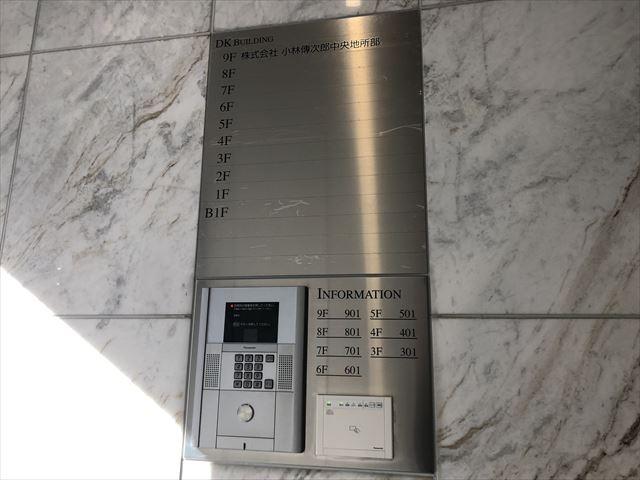 DK BUILDING
9F 株式会社 小林傳次郎中央地所部
8F
7F
6F
5F
4F
3F
2F
1F
B1F
INFORMATION
9F 901 5F 501
8F 801 4F 401
7F 701 3F 301
6F 601
Panasonic